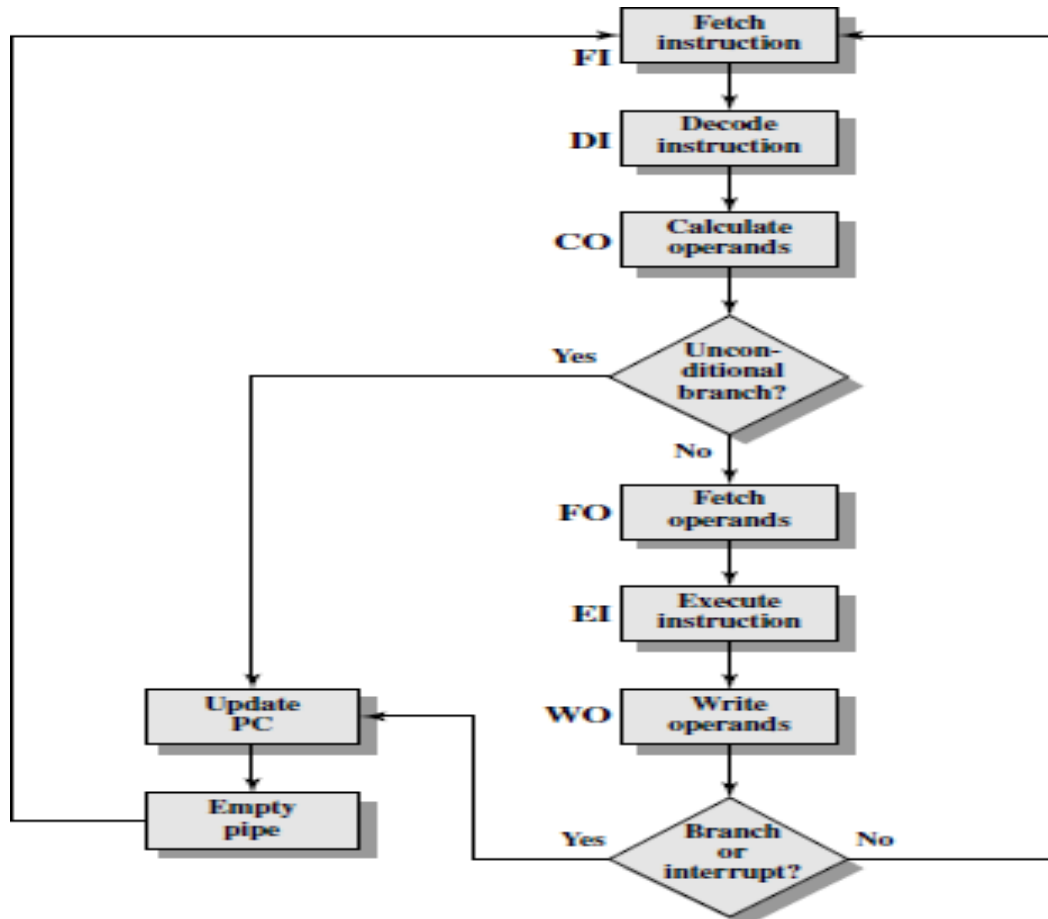 Fetch
instruction
FI
Decode
instruction
DI
Calculate
operands
CO
Uncon-
ditional
branch?
Yes
No
Fetch
operands
FO
Execute
instruction
EI
Write
operands
WO
Update
PC
Empty
pipe
Branch
or
interrupt?
Yes
No